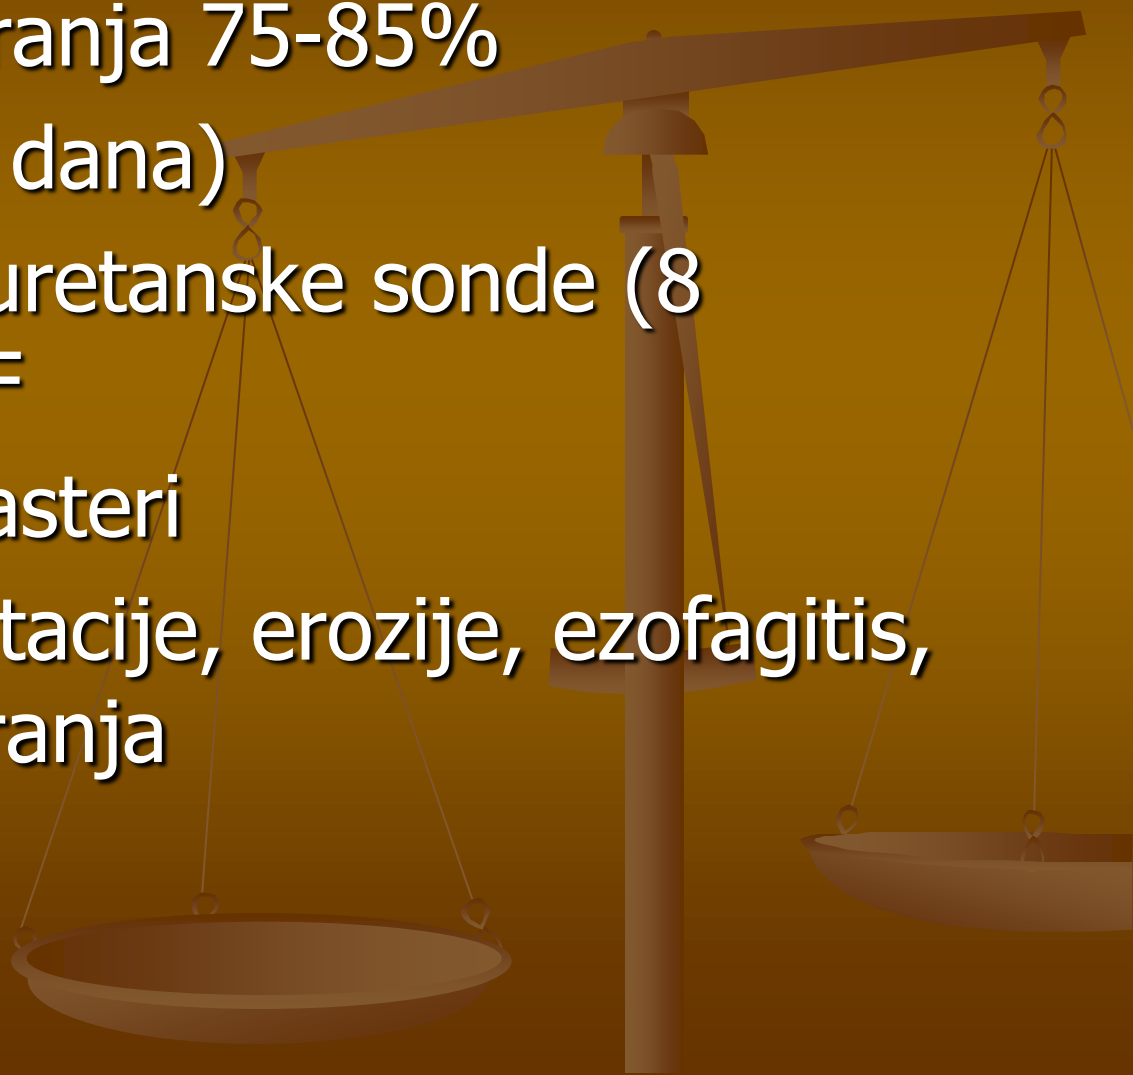 ranja 75-85%
dana)
uretanske sonde (8
F
asteri
tacije, erozije, ezofagitis,
ranja